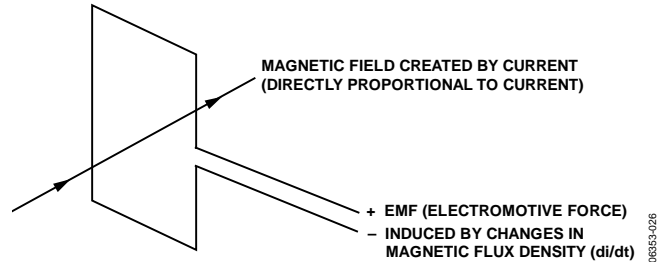 MAGNETIC FIELD CREATED BY CURRENT
(DIRECTLY PROPORTIONAL TO CURRENT)
+ EMF (ELECTROMOTIVE FORCE)
– INDUCED BY CHANGES IN
MAGNETIC FLUX DENSITY (di/dt)
06353-026